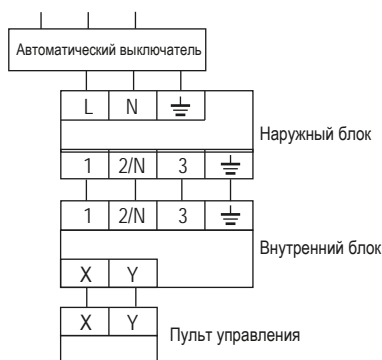 Автоматический выключатель
L N
Наружный блок
1 2/N 3
1 2/N 3
Внутренний блок
X Y
X Y
Пульт управления